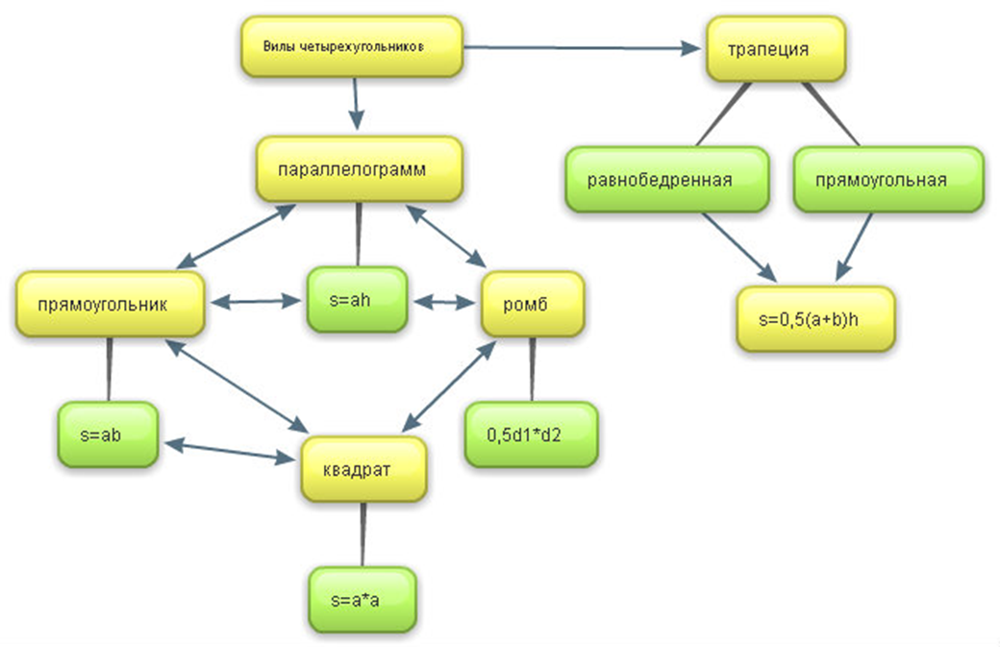 Вилы четырехугольников
трапеция
параллелограмм
равнобедренная
прямоугольная
прямоугольник
s=ah
ромб
s=0,5(a+b)h
s=ab
0,5d1*d2
квадрат
s=a*a